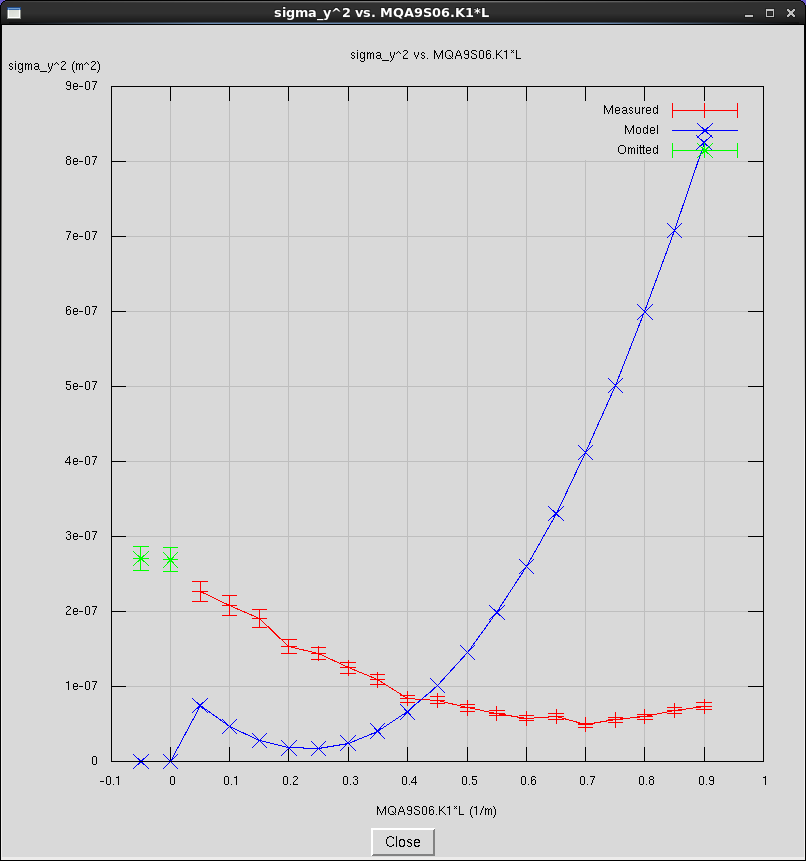 sigma_y^2 vs. MQA9S06.K1*L
sigma_y^2 vs. MQA9S06.K1*L
sigma_y^2 (m^2)
9e-07
8e-07
7e-07
6e-07
5e-07
4e-07
3e-07
2e-07
1e-07
0
Measured
Model
Omitted
-0.1 0 0.1 0.2 0.3 0.4 0.5 0.6 0.7 0.8 0.9 1
MQA9S06.K1*L (1/m)
Close